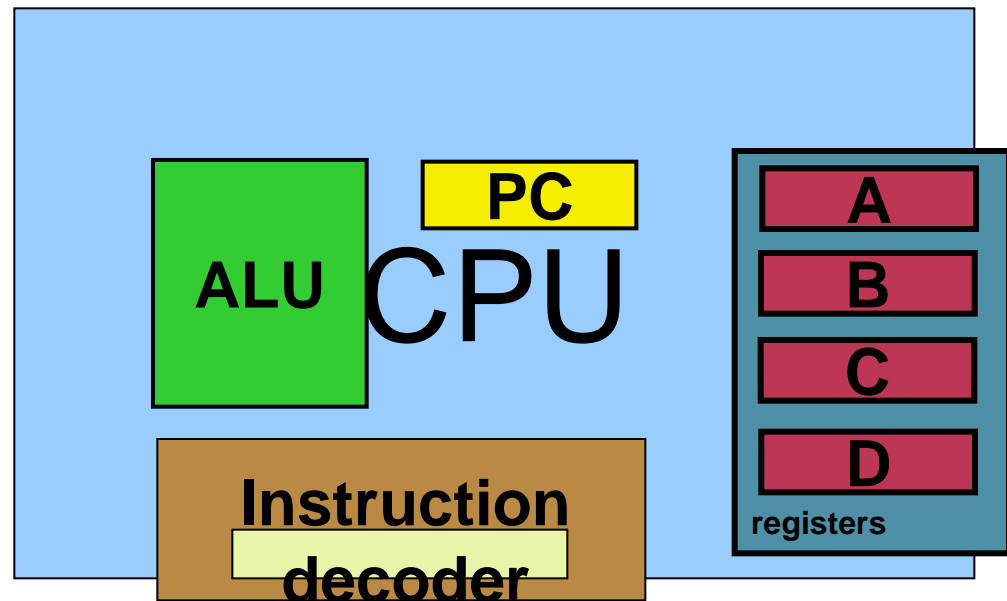 PC
A
ALU
CPU
B
C
D
Instruction
decoder
registers